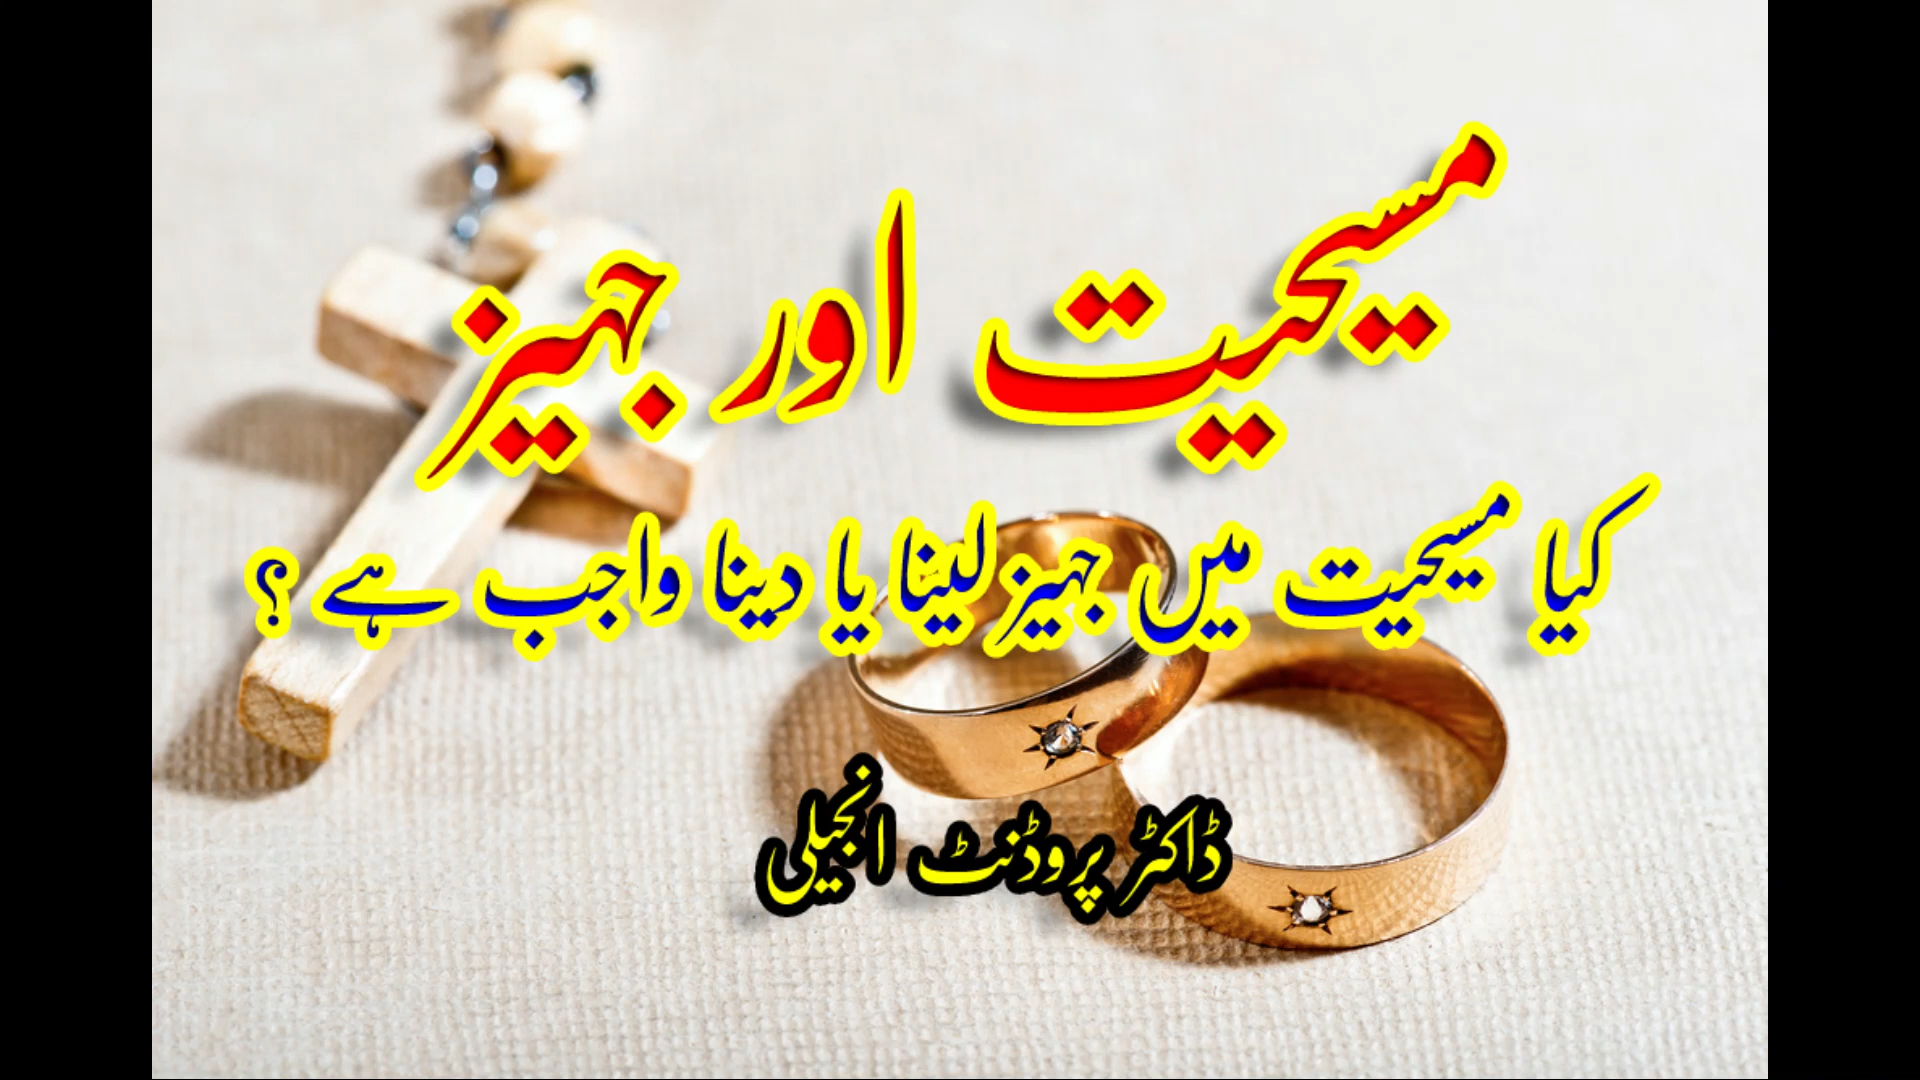 مسیحیت اور جہیز
کیا مسیحیت میں جہیز لینا یا دینا واجب ہے ؟
ڈاکٹر پروڈنٹ انجیلی